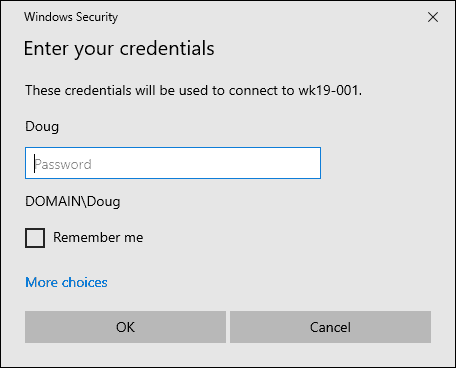 Windows Security
Enter your credentials
These credentials will be used to connect to wk19-001.
Doug
Password
DOMAIN\Doug
Remember me
More choices
OK
Cancel